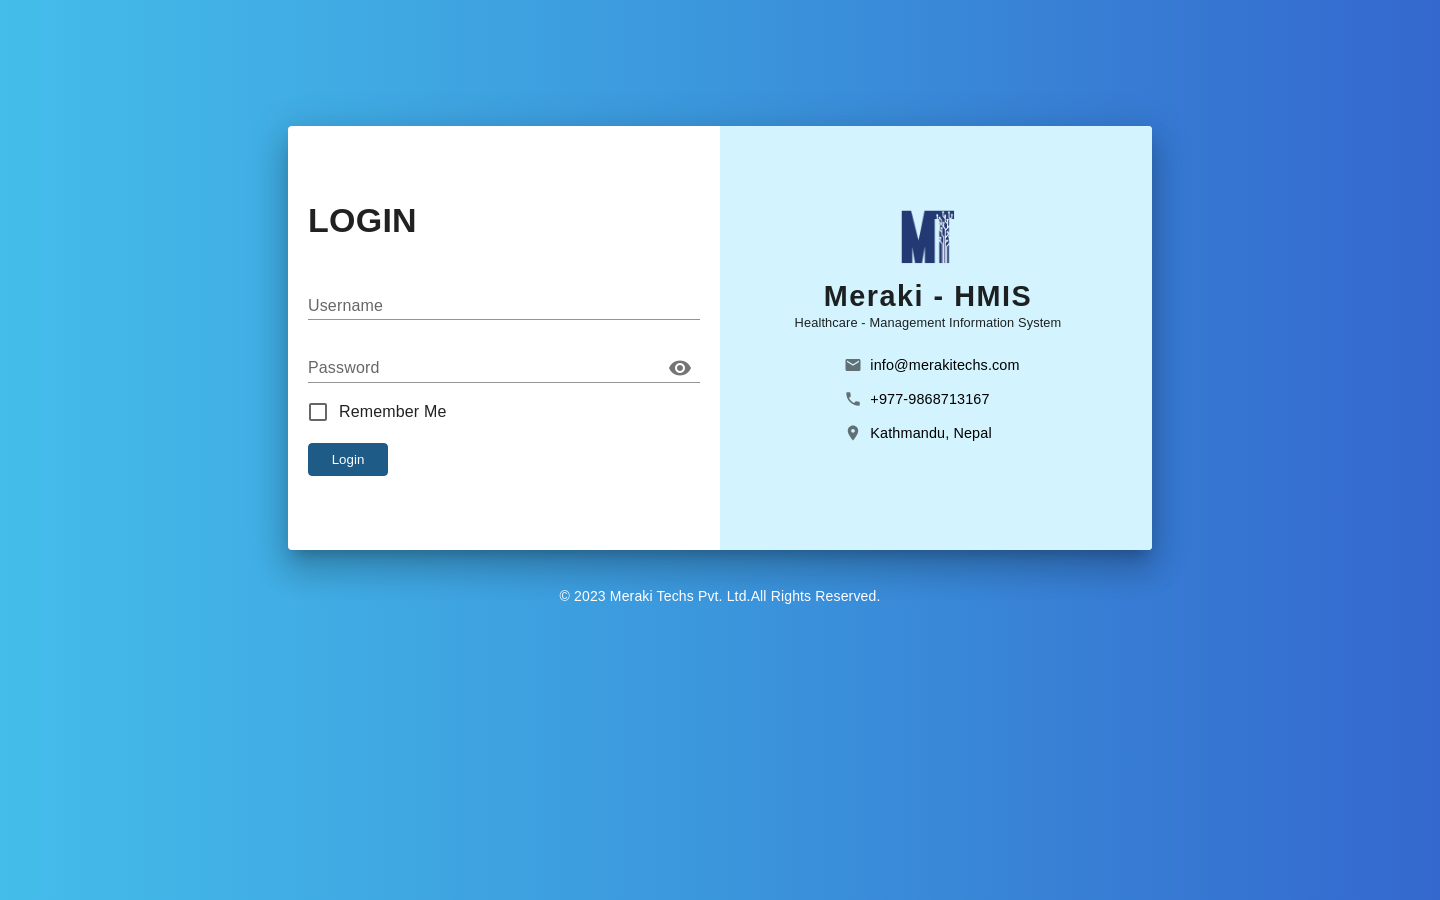 LOGIN
Username
Password
Remember Me
Login
MT
Meraki - HMIS
Healthcare - Management Information System
info@merakitechs.com
+977-9868713167
Kathmandu, Nepal
© 2023 Meraki Techs Pvt. Ltd.All Rights Reserved.